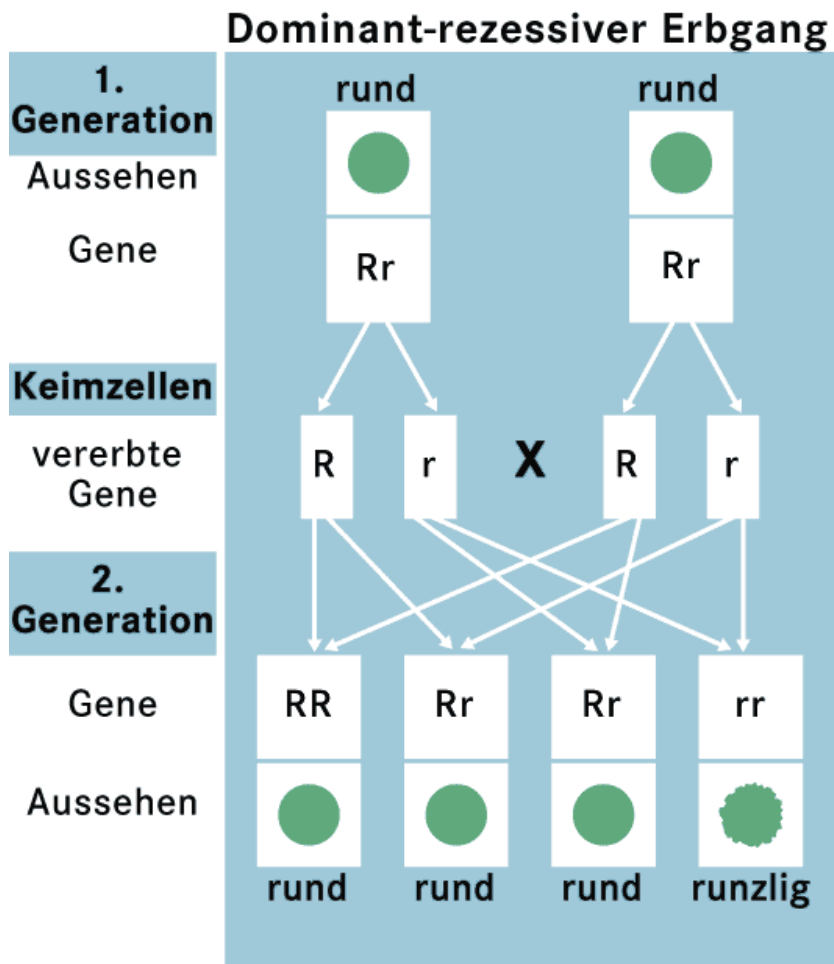 Dominant-rezessiver Erbgang
1.
Generation
rund rund
Aussehen
Gene
Rr Rr
Keimzellen
vererbte
Gene
R r X R r
2.
Generation
Gene
RR Rr Rr rr
Aussehen
rund rund rund runzlig